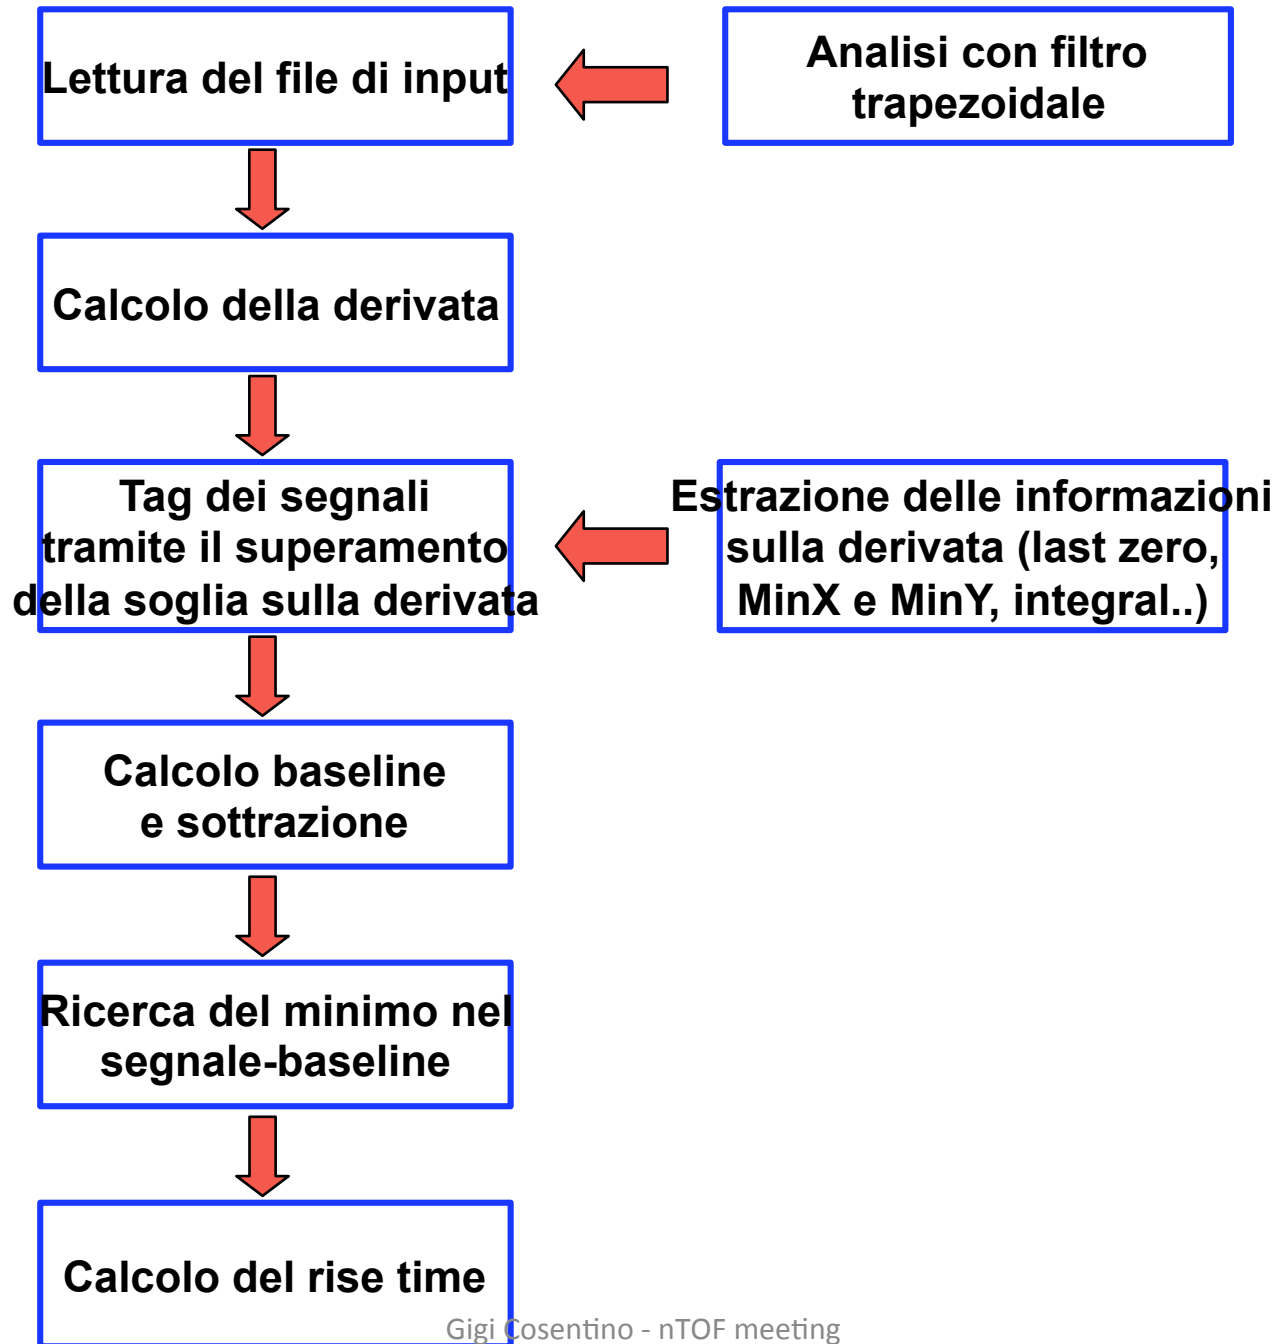 Lettura del file di input
Analisi con filtro
trapezoidale
Calcolo della derivata
Tag dei segnali
tramite il superamento
della soglia sulla derivata
Estrazione delle informazioni
sulla derivata (last zero,
MinX e MinY, integral..)
Calcolo baseline
e sottrazione
Ricerca del minimo nel
segnale-baseline
Calcolo del rise time
Gigi Cosentino - nTOF meeting